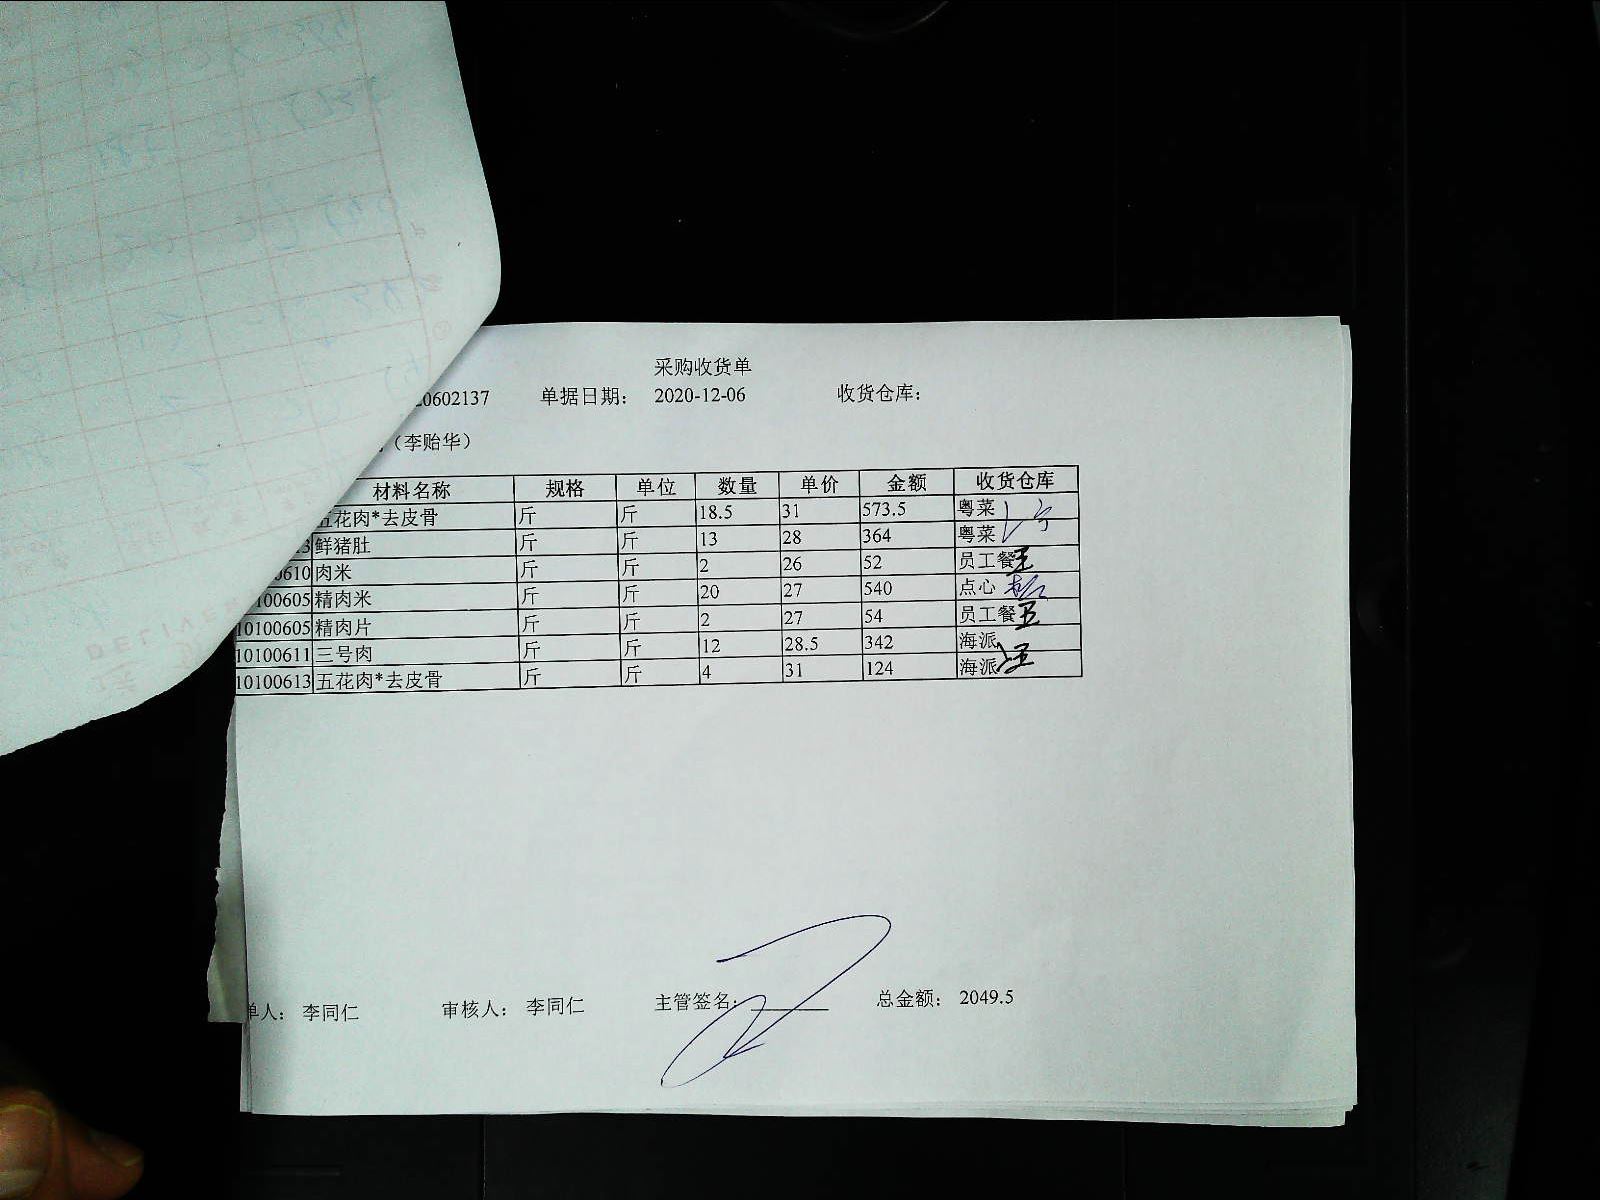 采购收货单
20602137 单据日期: 2020-12-06 收货仓库:
(李贻华)
材料名称 规格 单位 数量 单价 金额 收货仓库
五花肉*去皮骨 斤 斤 18.5 31 573.5 粤菜
3 鲜猪肚 斤 斤 13 28 364 粤菜
0610 肉米 斤 斤 2 26 52 员工餐
100605 精肉米 斤 斤 20 27 540 点心
10100605 精肉片 斤 斤 2 27 54 员工餐
10100611 三号肉 斤 斤 12 28.5 342 海派
10100613 五花肉*去皮骨 斤 斤 4 31 124 海派
单人: 李同仁 审核人: 李同仁 主管签名: 总金额: 2049.5